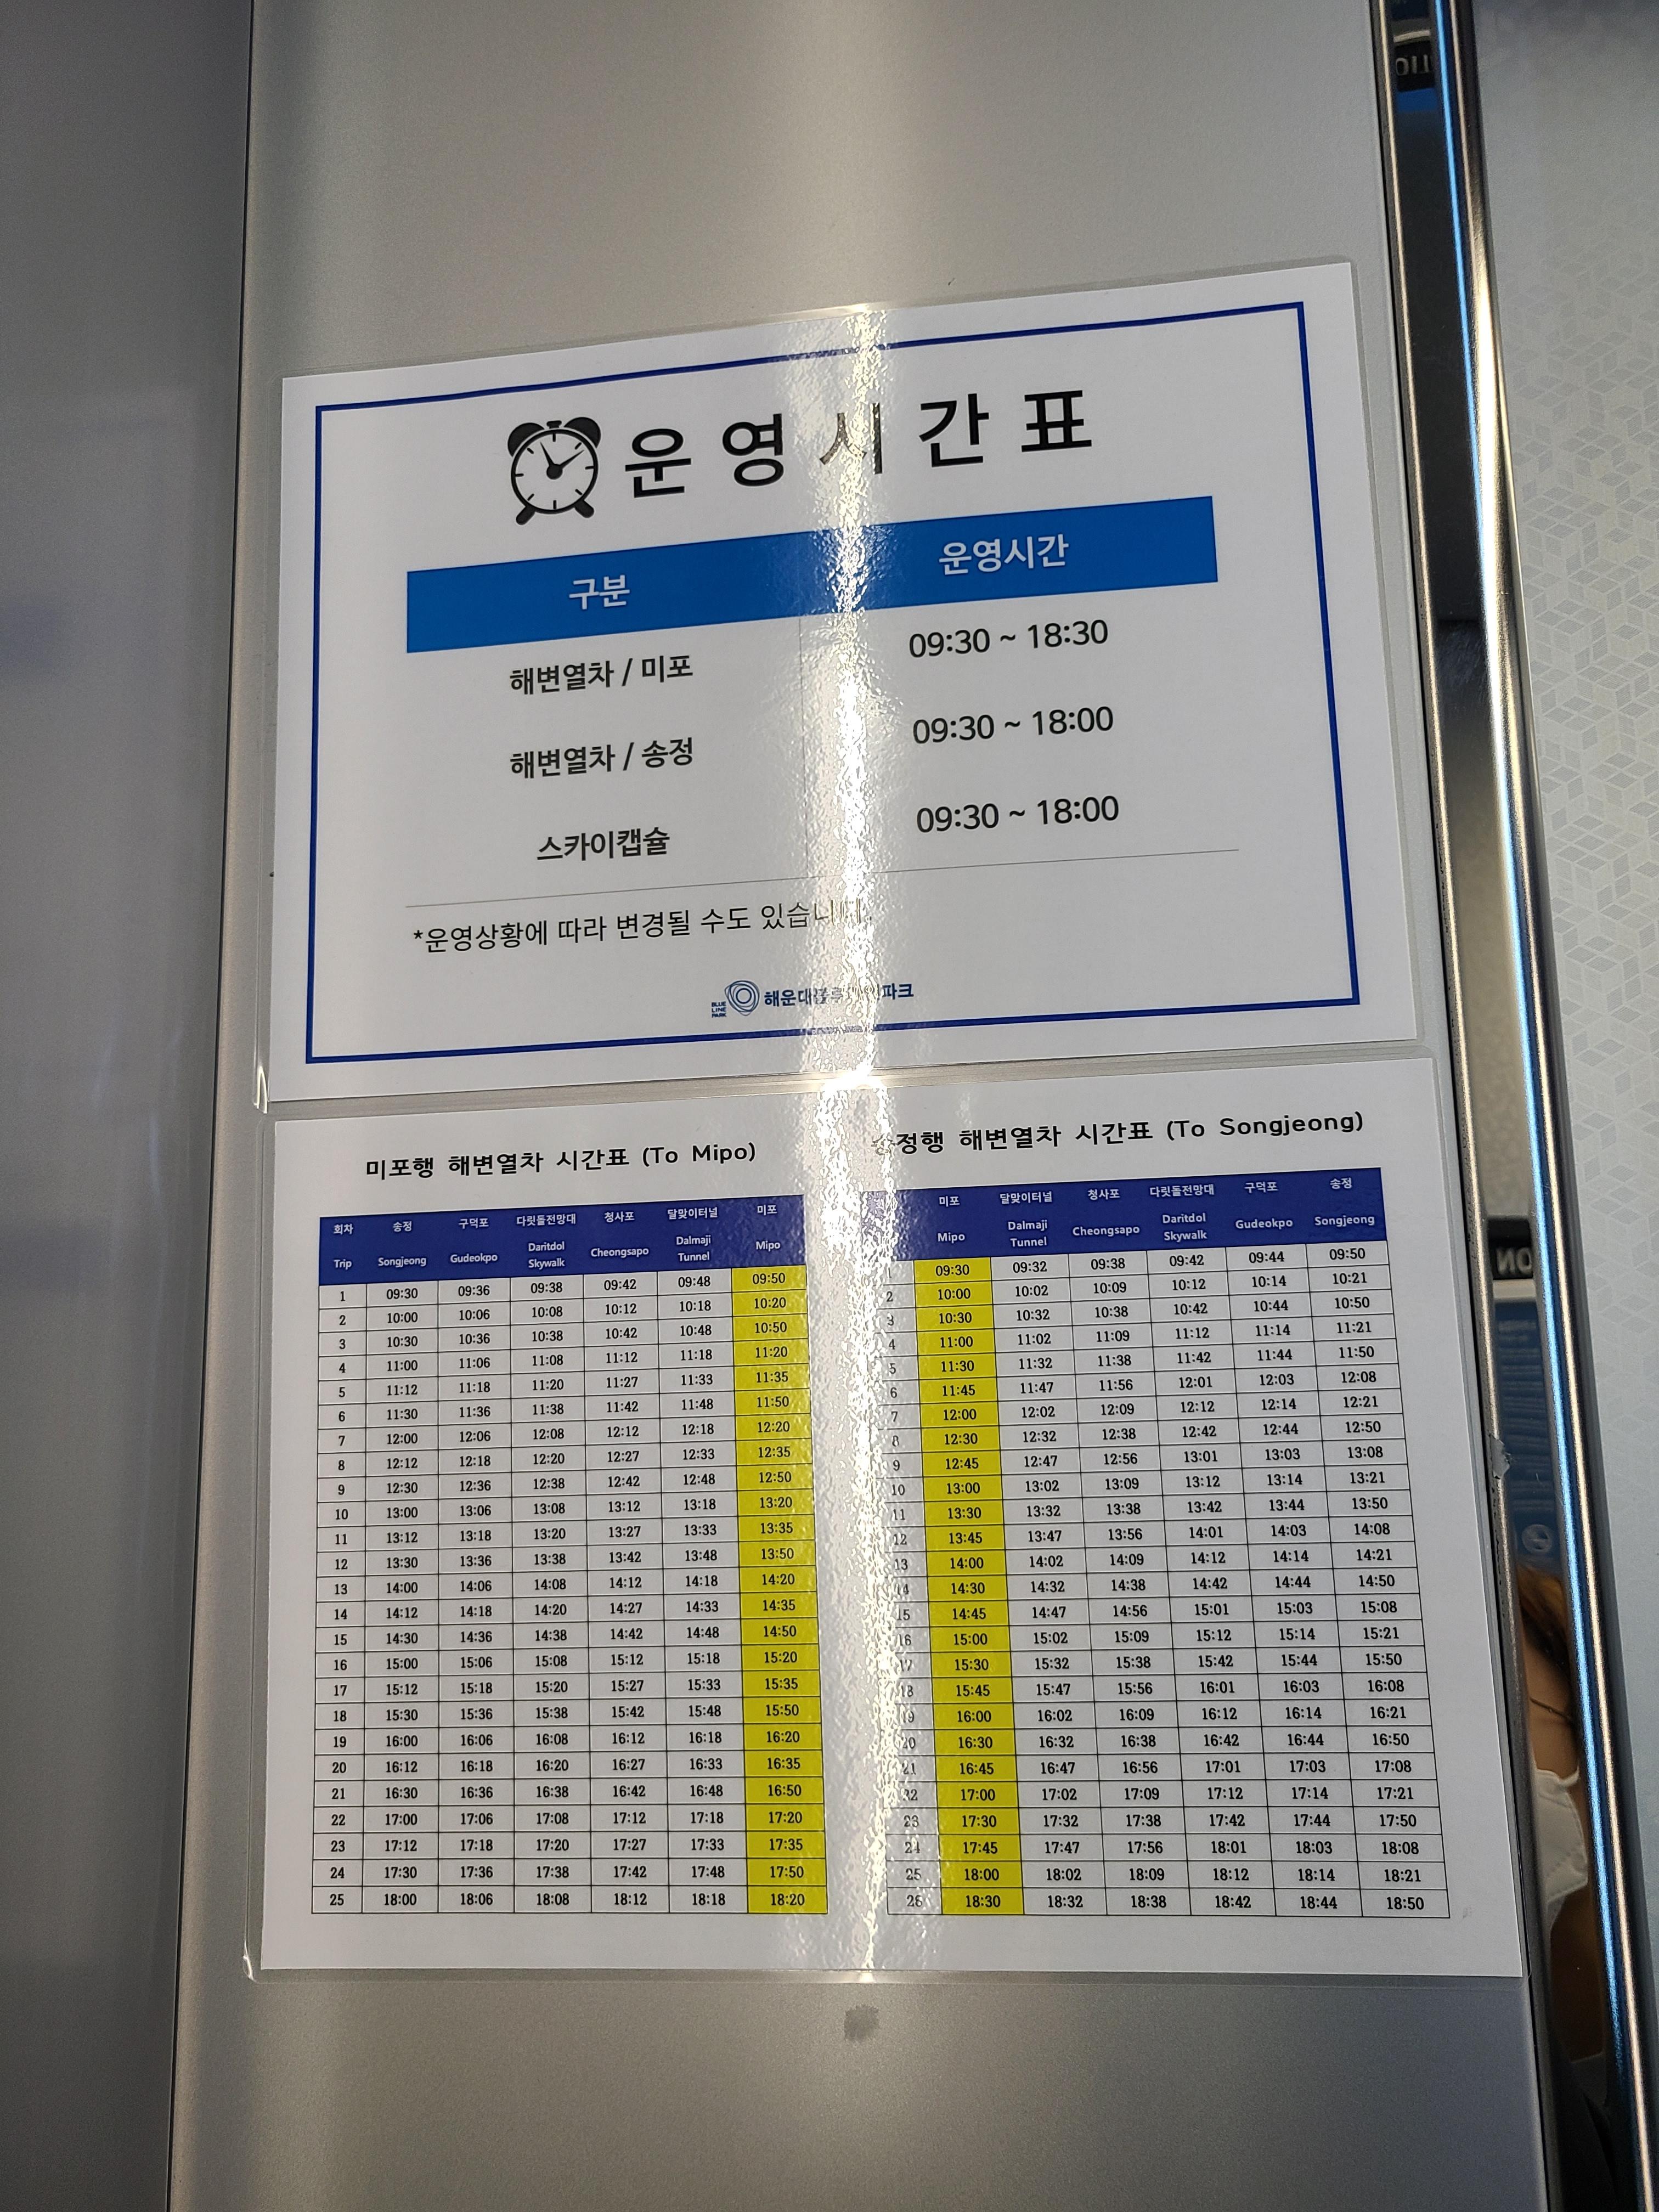 운영시간표
구분 운영시간
해변열차 / 미포 09:30 ~ 18:30
해변열차 / 송정 09:30 ~ 18:00
스카이캡슐 09:30 ~ 18:00
*운영상황에 따라 변경될 수도 있습니다.
BLUE
LINE
PARK
해운대블루라인파크
미포행 해변열차 시간표 (To Mipo)
회차 송정 구덕포 다릿돌전망대 청사포 달맞이터널 미포
Trip Songjeong Gudeokpo Daritdol Skywalk Cheongsapo Dalmaji Tunnel Mipo
1 09:30 09:36 09:38 09:42 09:48 09:50
2 10:00 10:06 10:08 10:12 10:18 10:20
3 10:30 10:36 10:38 10:42 10:48 10:50
4 11:00 11:06 11:08 11:12 11:18 11:20
5 11:12 11:18 11:20 11:27 11:33 11:35
6 11:30 11:36 11:38 11:42 11:48 11:50
7 12:00 12:06 12:08 12:12 12:18 12:20
8 12:12 12:18 12:20 12:27 12:33 12:35
9 12:30 12:36 12:38 12:42 12:48 12:50
10 13:00 13:06 13:08 13:12 13:18 13:20
11 13:12 13:18 13:20 13:27 13:33 13:35
12 13:30 13:36 13:38 13:42 13:48 13:50
13 14:00 14:06 14:08 14:12 14:18 14:20
14 14:12 14:18 14:20 14:27 14:33 14:35
15 14:30 14:36 14:38 14:42 14:48 14:50
16 15:00 15:06 15:08 15:12 15:18 15:20
17 15:12 15:18 15:20 15:27 15:33 15:35
18 15:30 15:36 15:38 15:42 15:48 15:50
19 16:00 16:06 16:08 16:12 16:18 16:20
20 16:12 16:18 16:20 16:27 16:33 16:35
21 16:30 16:36 16:38 16:42 16:48 16:50
22 17:00 17:06 17:08 17:12 17:18 17:20
23 17:12 17:18 17:20 17:27 17:33 17:35
24 17:30 17:36 17:38 17:42 17:48 17:50
25 18:00 18:06 18:08 18:12 18:18 18:20
송정행 해변열차 시간표 (To Songjeong)
미포 달맞이터널 청사포 다릿돌전망대 구덕포 송정
Mipo Dalmaji Tunnel Cheongsapo Daritdol Skywalk Gudeokpo Songjeong
09:30 09:32 09:38 09:42 09:44 09:50
2 10:00 10:02 10:09 10:12 10:14 10:21
3 10:30 10:32 10:38 10:42 10:44 10:50
4 11:00 11:02 11:09 11:12 11:14 11:21
5 11:30 11:32 11:38 11:42 11:44 11:50
6 11:45 11:47 11:56 12:01 12:03 12:08
7 12:00 12:02 12:09 12:12 12:14 12:21
8 12:30 12:32 12:38 12:42 12:44 12:50
9 12:45 12:47 12:56 13:01 13:03 13:08
10 13:00 13:02 13:09 13:12 13:14 13:21
11 13:30 13:32 13:38 13:42 13:44 13:50
12 13:45 13:47 13:56 14:01 14:03 14:08
13 14:00 14:02 14:09 14:12 14:14 14:21
14 14:30 14:32 14:38 14:42 14:44 14:50
15 14:45 14:47 14:56 15:01 15:03 15:08
16 15:00 15:02 15:09 15:12 15:14 15:21
17 15:30 15:32 15:38 15:42 15:44 15:50
18 15:45 15:47 15:56 16:01 16:03 16:08
19 16:00 16:02 16:09 16:12 16:14 16:21
20 16:30 16:32 16:38 16:42 16:44 16:50
21 16:45 16:47 16:56 17:01 17:03 17:08
22 17:00 17:02 17:09 17:12 17:14 17:21
23 17:30 17:32 17:38 17:42 17:44 17:50
24 17:45 17:47 17:56 18:01 18:03 18:08
25 18:00 18:02 18:09 18:12 18:14 18:21
26 18:30 18:32 18:38 18:42 18:44 18:50